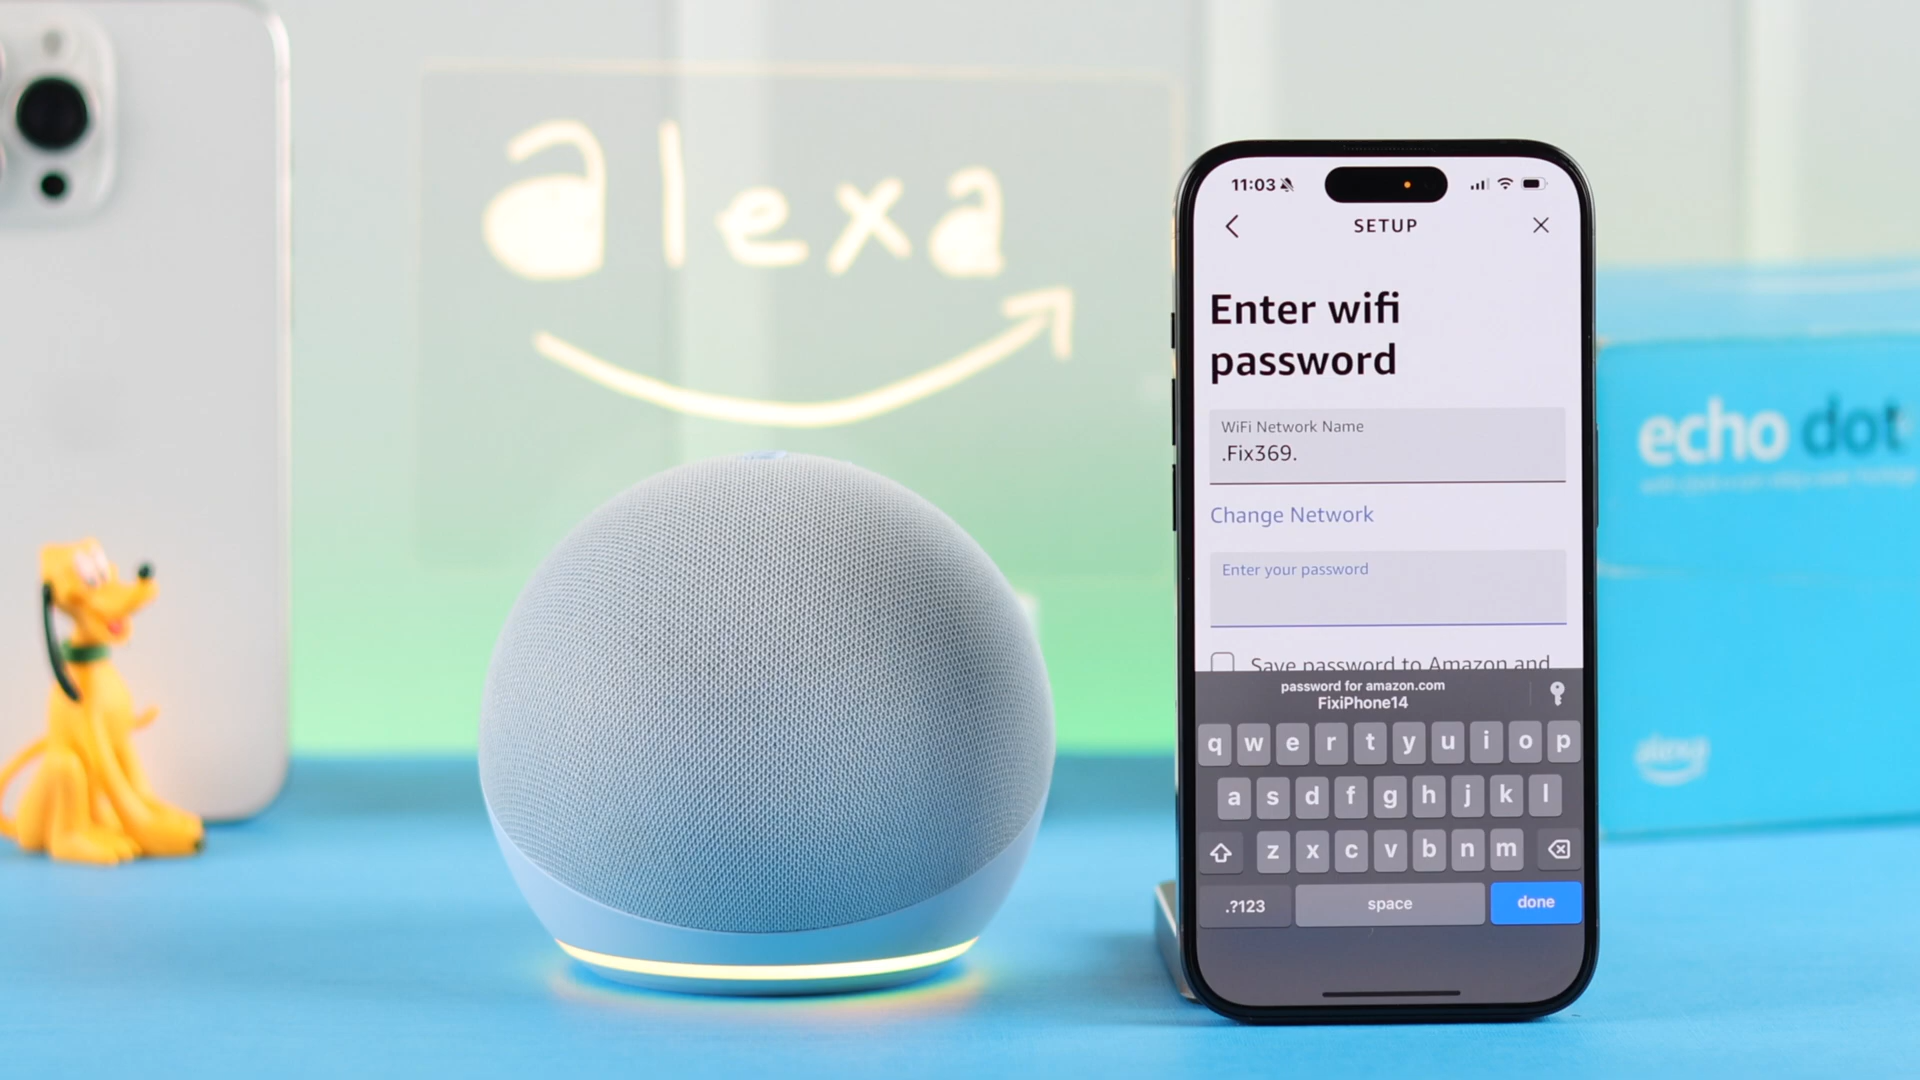 alexa
11:03
SETUP
Enter wifi
password
WiFi Network Name
.Fix369.
Change Network
Enter your password
Save password to Amazon and
password for amazon.com
FixiPhone14
q w e r t y u i o p
a s d f g h j k l
z x c v b n m
.?123 space done
echo dot
alexa